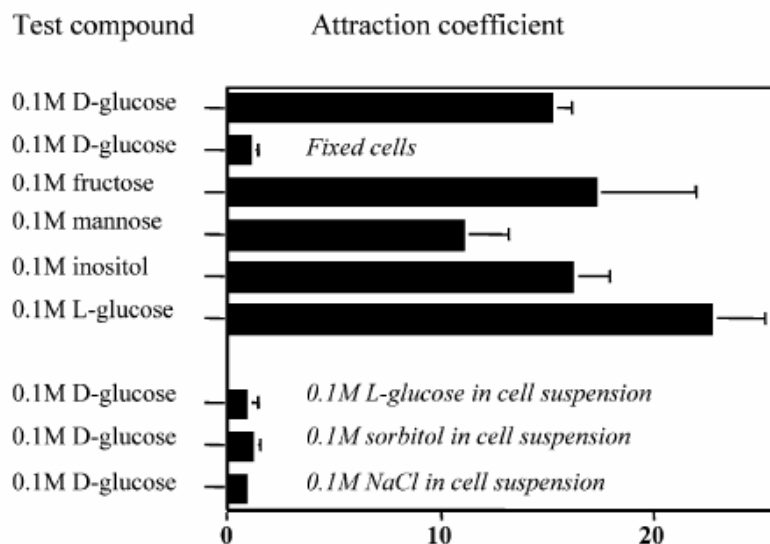 Test compound Attraction coefficient
0.1M D-glucose
0.1M D-glucose Fixed cells
0.1M fructose
0.1M mannose
0.1M inositol
0.1M L-glucose
0.1M D-glucose 0.1M L-glucose in cell suspension
0.1M D-glucose 0.1M sorbitol in cell suspension
0.1M D-glucose 0.1M NaCl in cell suspension
0 10 20